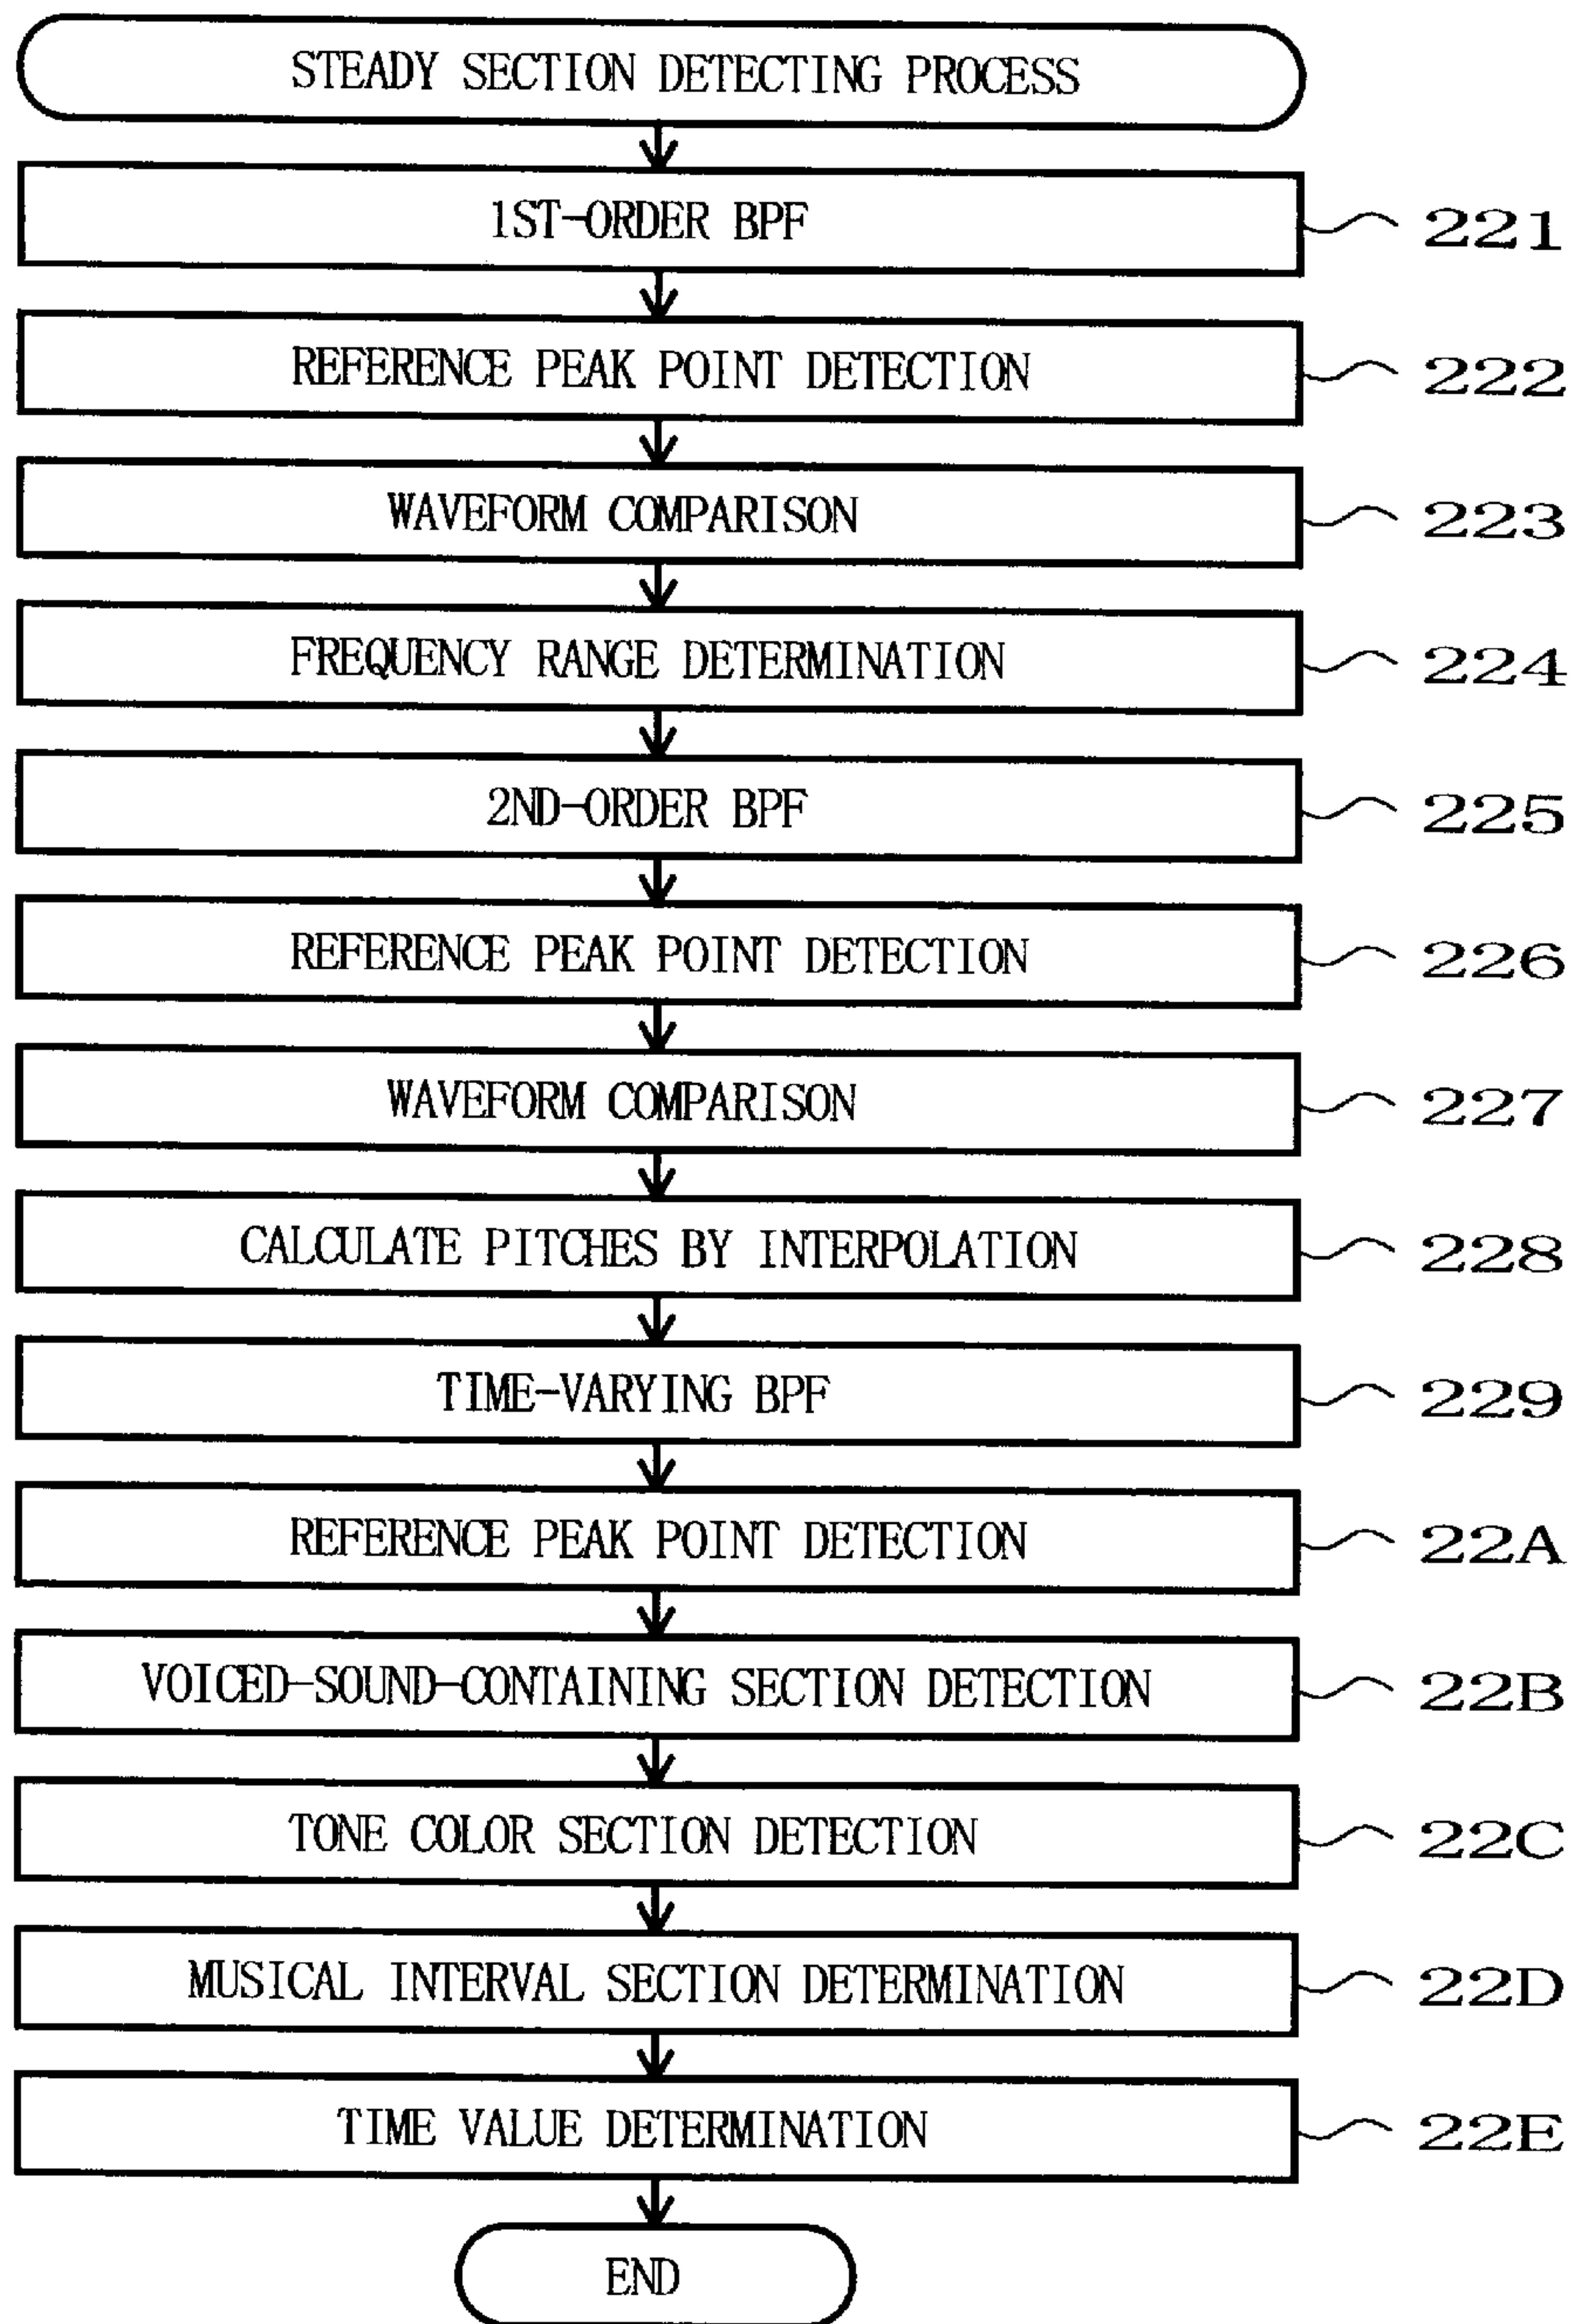 STEADY SECTION DETECTING PROCESS
1ST-ORDER BPF 221
REFERENCE PEAK POINT DETECTION 222
WAVEFORM COMPARISON 223
FREQUENCY RANGE DETERMINATION 224
2ND-ORDER BPF 225
REFERENCE PEAK POINT DETECTION 226
WAVEFORM COMPARISON 227
CALCULATE PITCHES BY INTERPOLATION 228
TIME-VARYING BPF 229
REFERENCE PEAK POINT DETECTION 22A
VOICED-SOUND-CONTAINING SECTION DETECTION 22B
TONE COLOR SECTION DETECTION 22C
MUSICAL INTERVAL SECTION DETERMINATION 22D
TIME VALUE DETERMINATION 22E
END